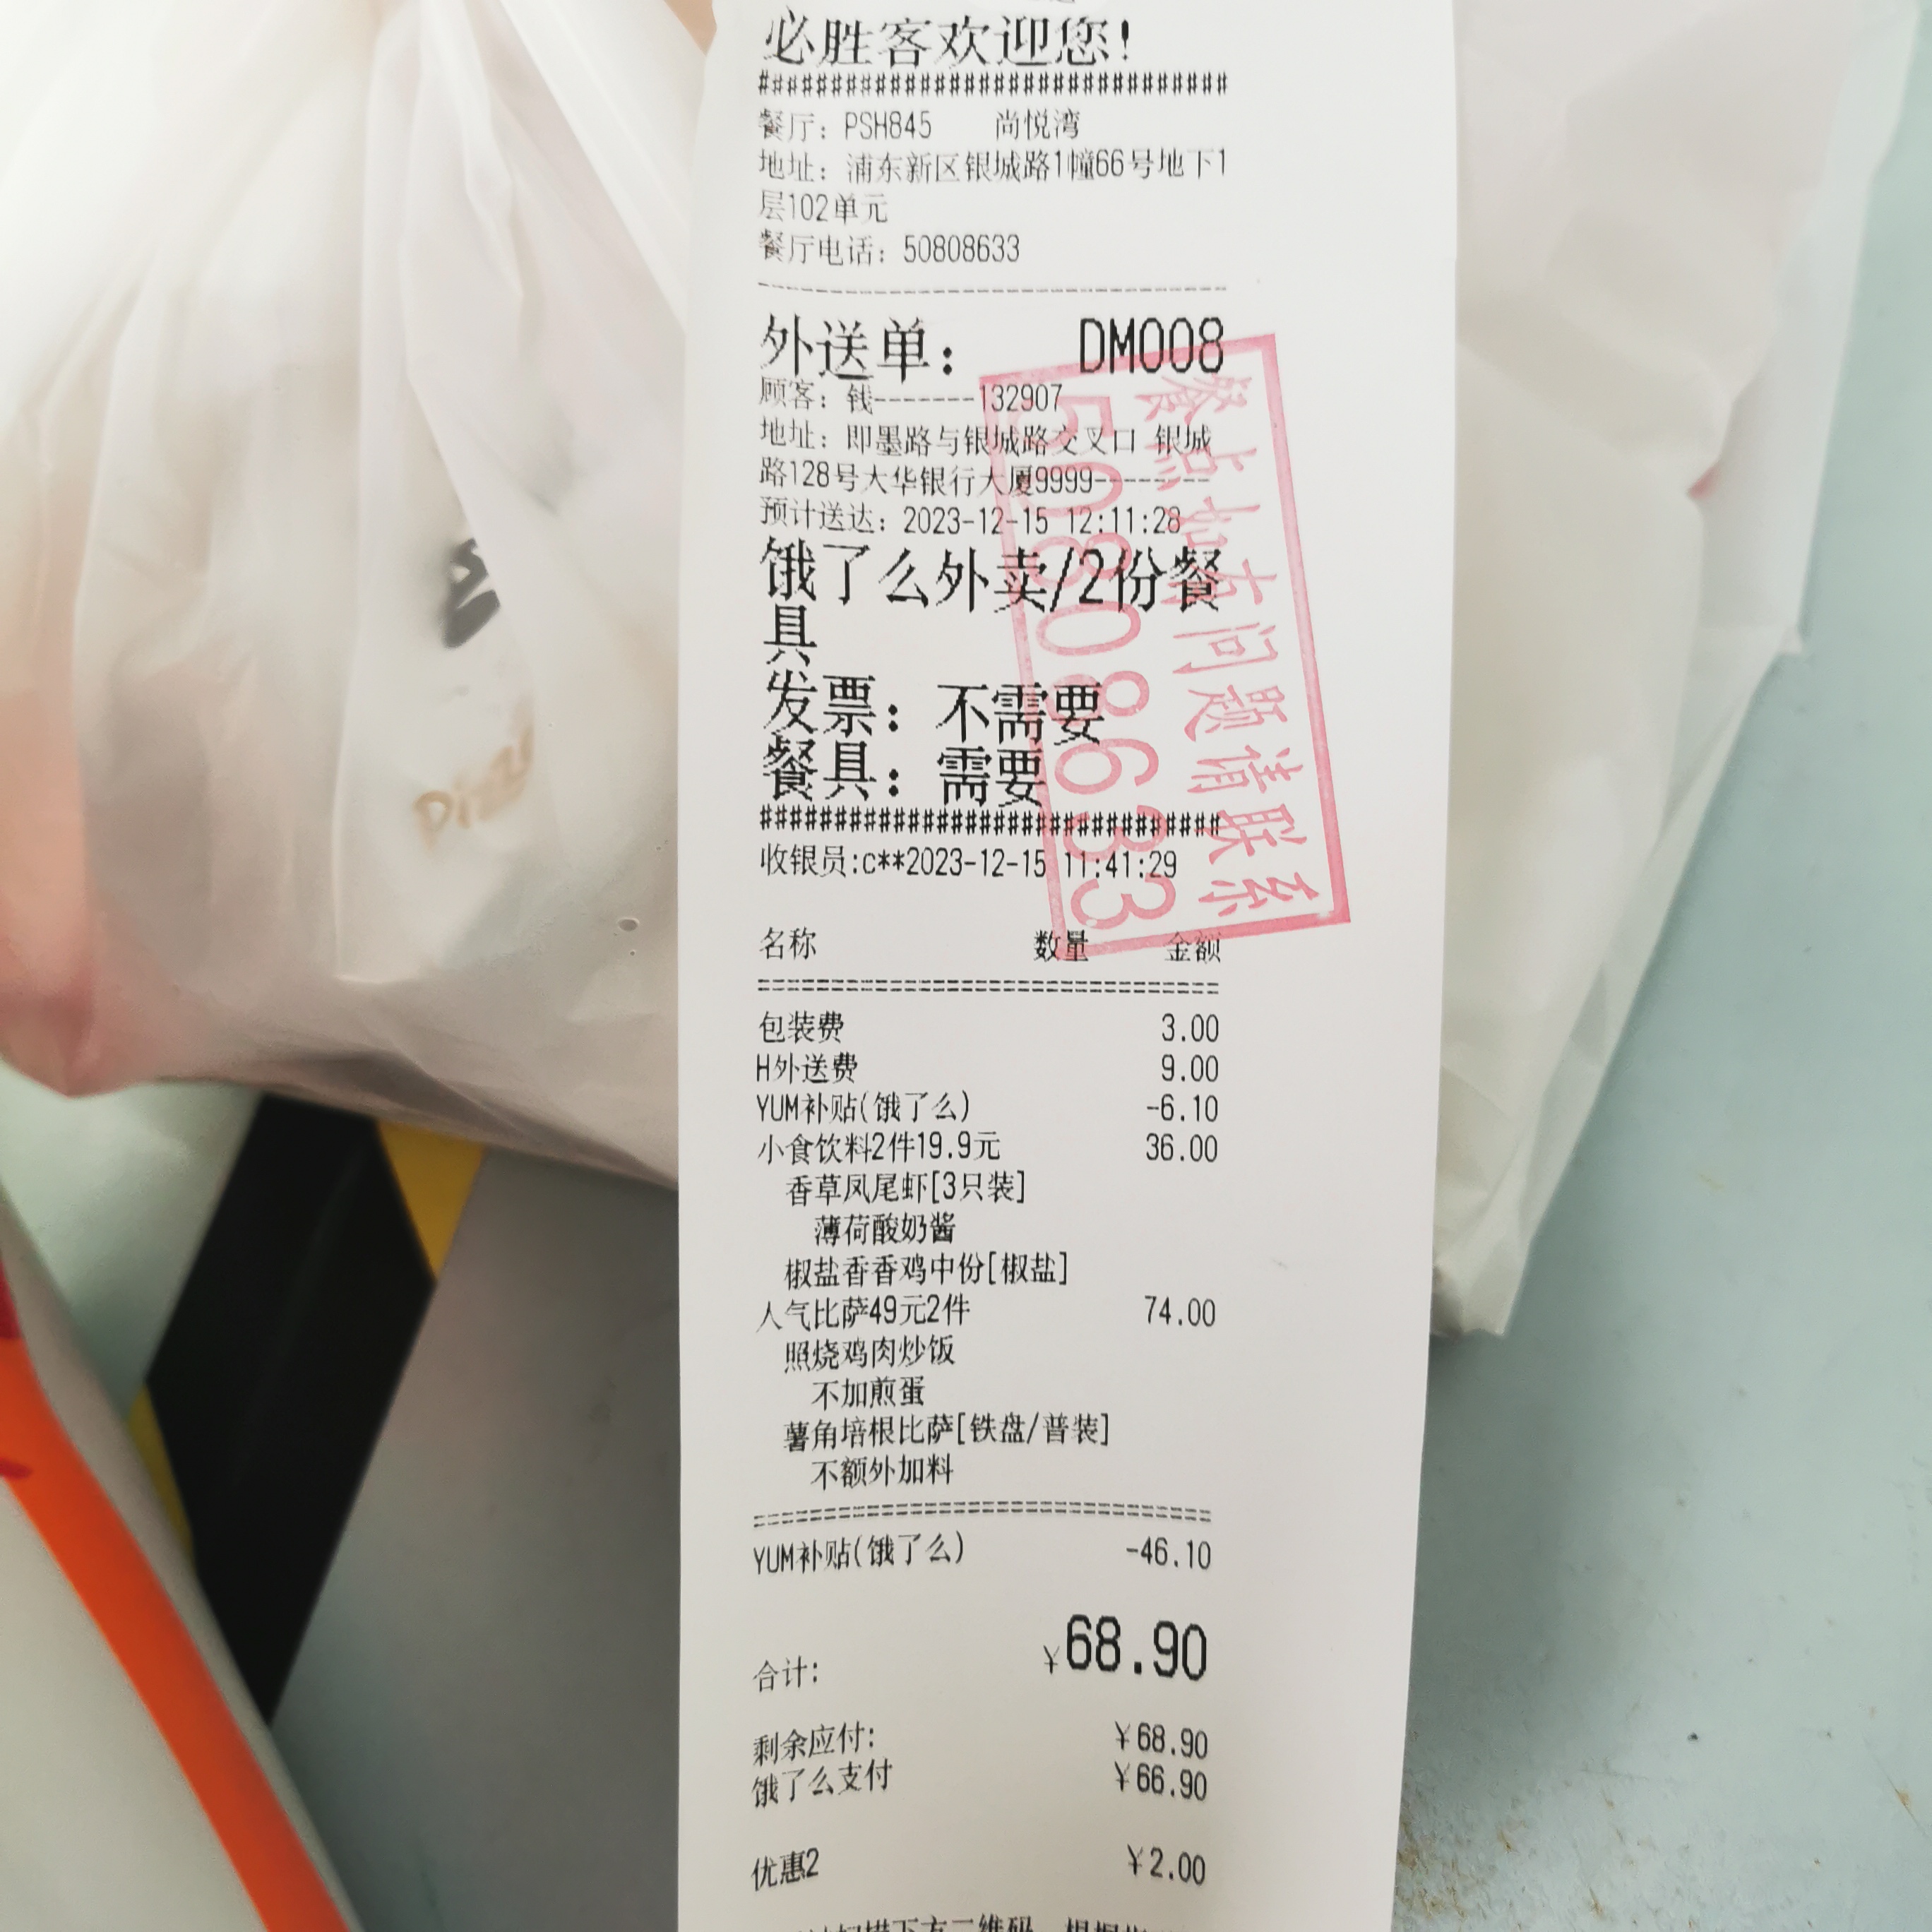 必胜客欢迎您!
################################
餐厅: PSH845 尚悦湾
地址: 浦东新区银城路1幢66号地下1
层102单元
餐厅电话: 50808633
--------------------------------
外送单: DM008
顾客: 钱-------132907
地址: 即墨路与银城路交叉口 银城
路128号大华银行大厦9999--------
预计送达: 2023-12-15 12:11:28
饿了么外卖/2份餐
具
发票: 不需要
餐具: 需要
################################
收银员:c**2023-12-15 11:41:29
名称 数量 金额
================================
包装费 3.00
H外送费 9.00
YUM补贴(饿了么) -6.10
小食饮料2件19.9元 36.00
香草凤尾虾[3只装]
薄荷酸奶酱
椒盐香香鸡中份[椒盐]
人气比萨49元2件 74.00
照烧鸡肉炒饭
不加煎蛋
薯角培根比萨[铁盘/普装]
不额外加料
================================
YUM补贴(饿了么) -46.10
合计: ¥68.90
剩余应付: ¥68.90
饿了么支付 ¥66.90
优惠2 ¥2.00
扫描下方二维码
餐点如有问题请联系
50808633
Pizza